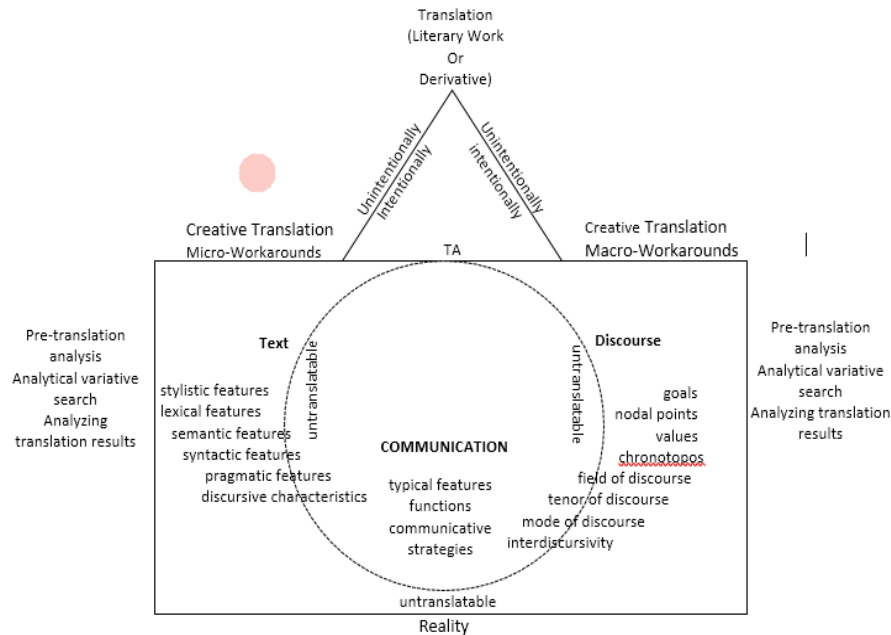 Translation
(Literary Work
Or
Derivative)
Unintentionally
Intentionally
Unintentionally
intentionally
Creative Translation
Micro-Workarounds
TA
Creative Translation
Macro-Workarounds
Pre-translation
analysis
Analytical variative
search
Analyzing
translation results
Text
untranslatable
stylistic features
lexical features
semantic features
syntactic features
pragmatic features
discursive characteristics
COMMUNICATION
typical features
functions
communicative
strategies
untranslatable
Discourse
untranslatable
goals
nodal points
values
chronotopos
field of discourse
tenor of discourse
mode of discourse
interdiscursivity
Pre-translation
analysis
Analytical variative
search
Analyzing translation
results
Reality